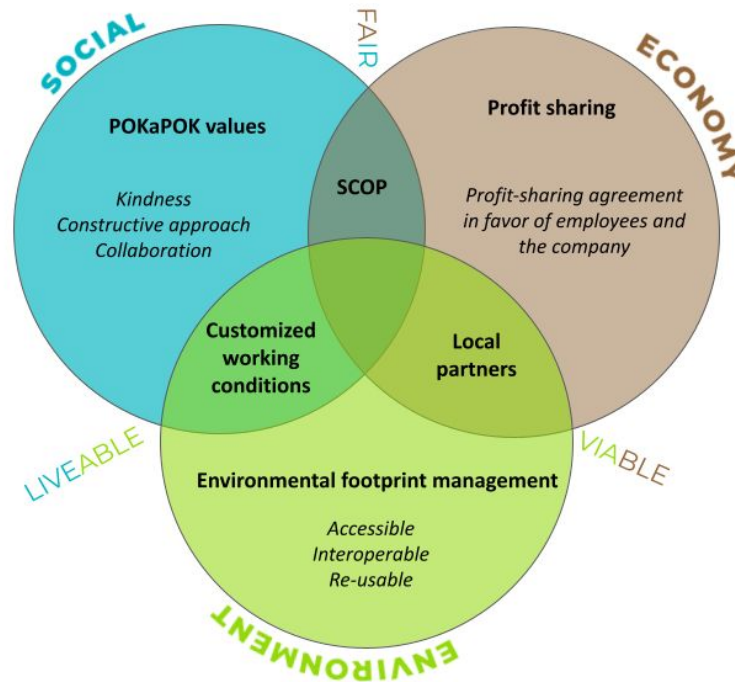 SOCIAL
FAIR
ECONOMY
POKaPOK values
Kindness
Constructive approach
Collaboration
SCOP
Profit sharing
Profit-sharing agreement
in favor of employees and
the company
Customized
working
conditions
Local
partners
LIVEABLE
VIABLE
Environmental footprint management
Accessible
Interoperable
Re-usable
ENVIRONMENT